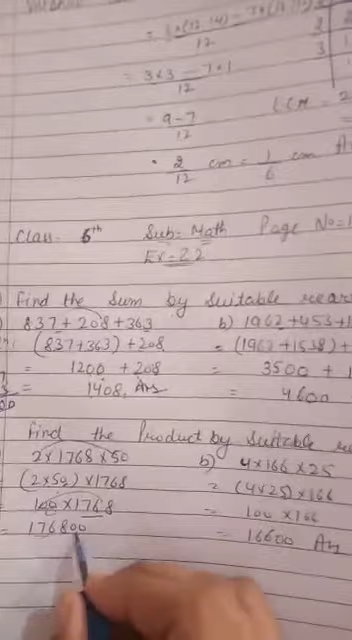 = 3×3 - 7×1 / 12
= 9-7 / 12
2/12 cm = 1/6 cm
LCM = 2
Class - 6th Sub = Math Page No = 1
Ex - 2.2
Find the Sum by Suitable
837 + 208 + 363 b) 1962 + 453 + 1
(837 + 363) + 208 = (1962 + 1538) +
= 1200 + 208 = 3500 + 1
= 1408 Ans = 4600
Find the Product by Suitable
2×1768×50 b) 4×166×25
(2×50)×1768 = (4×25)×166
100×1768 = 100×166
= 176800 = 16600 Ans